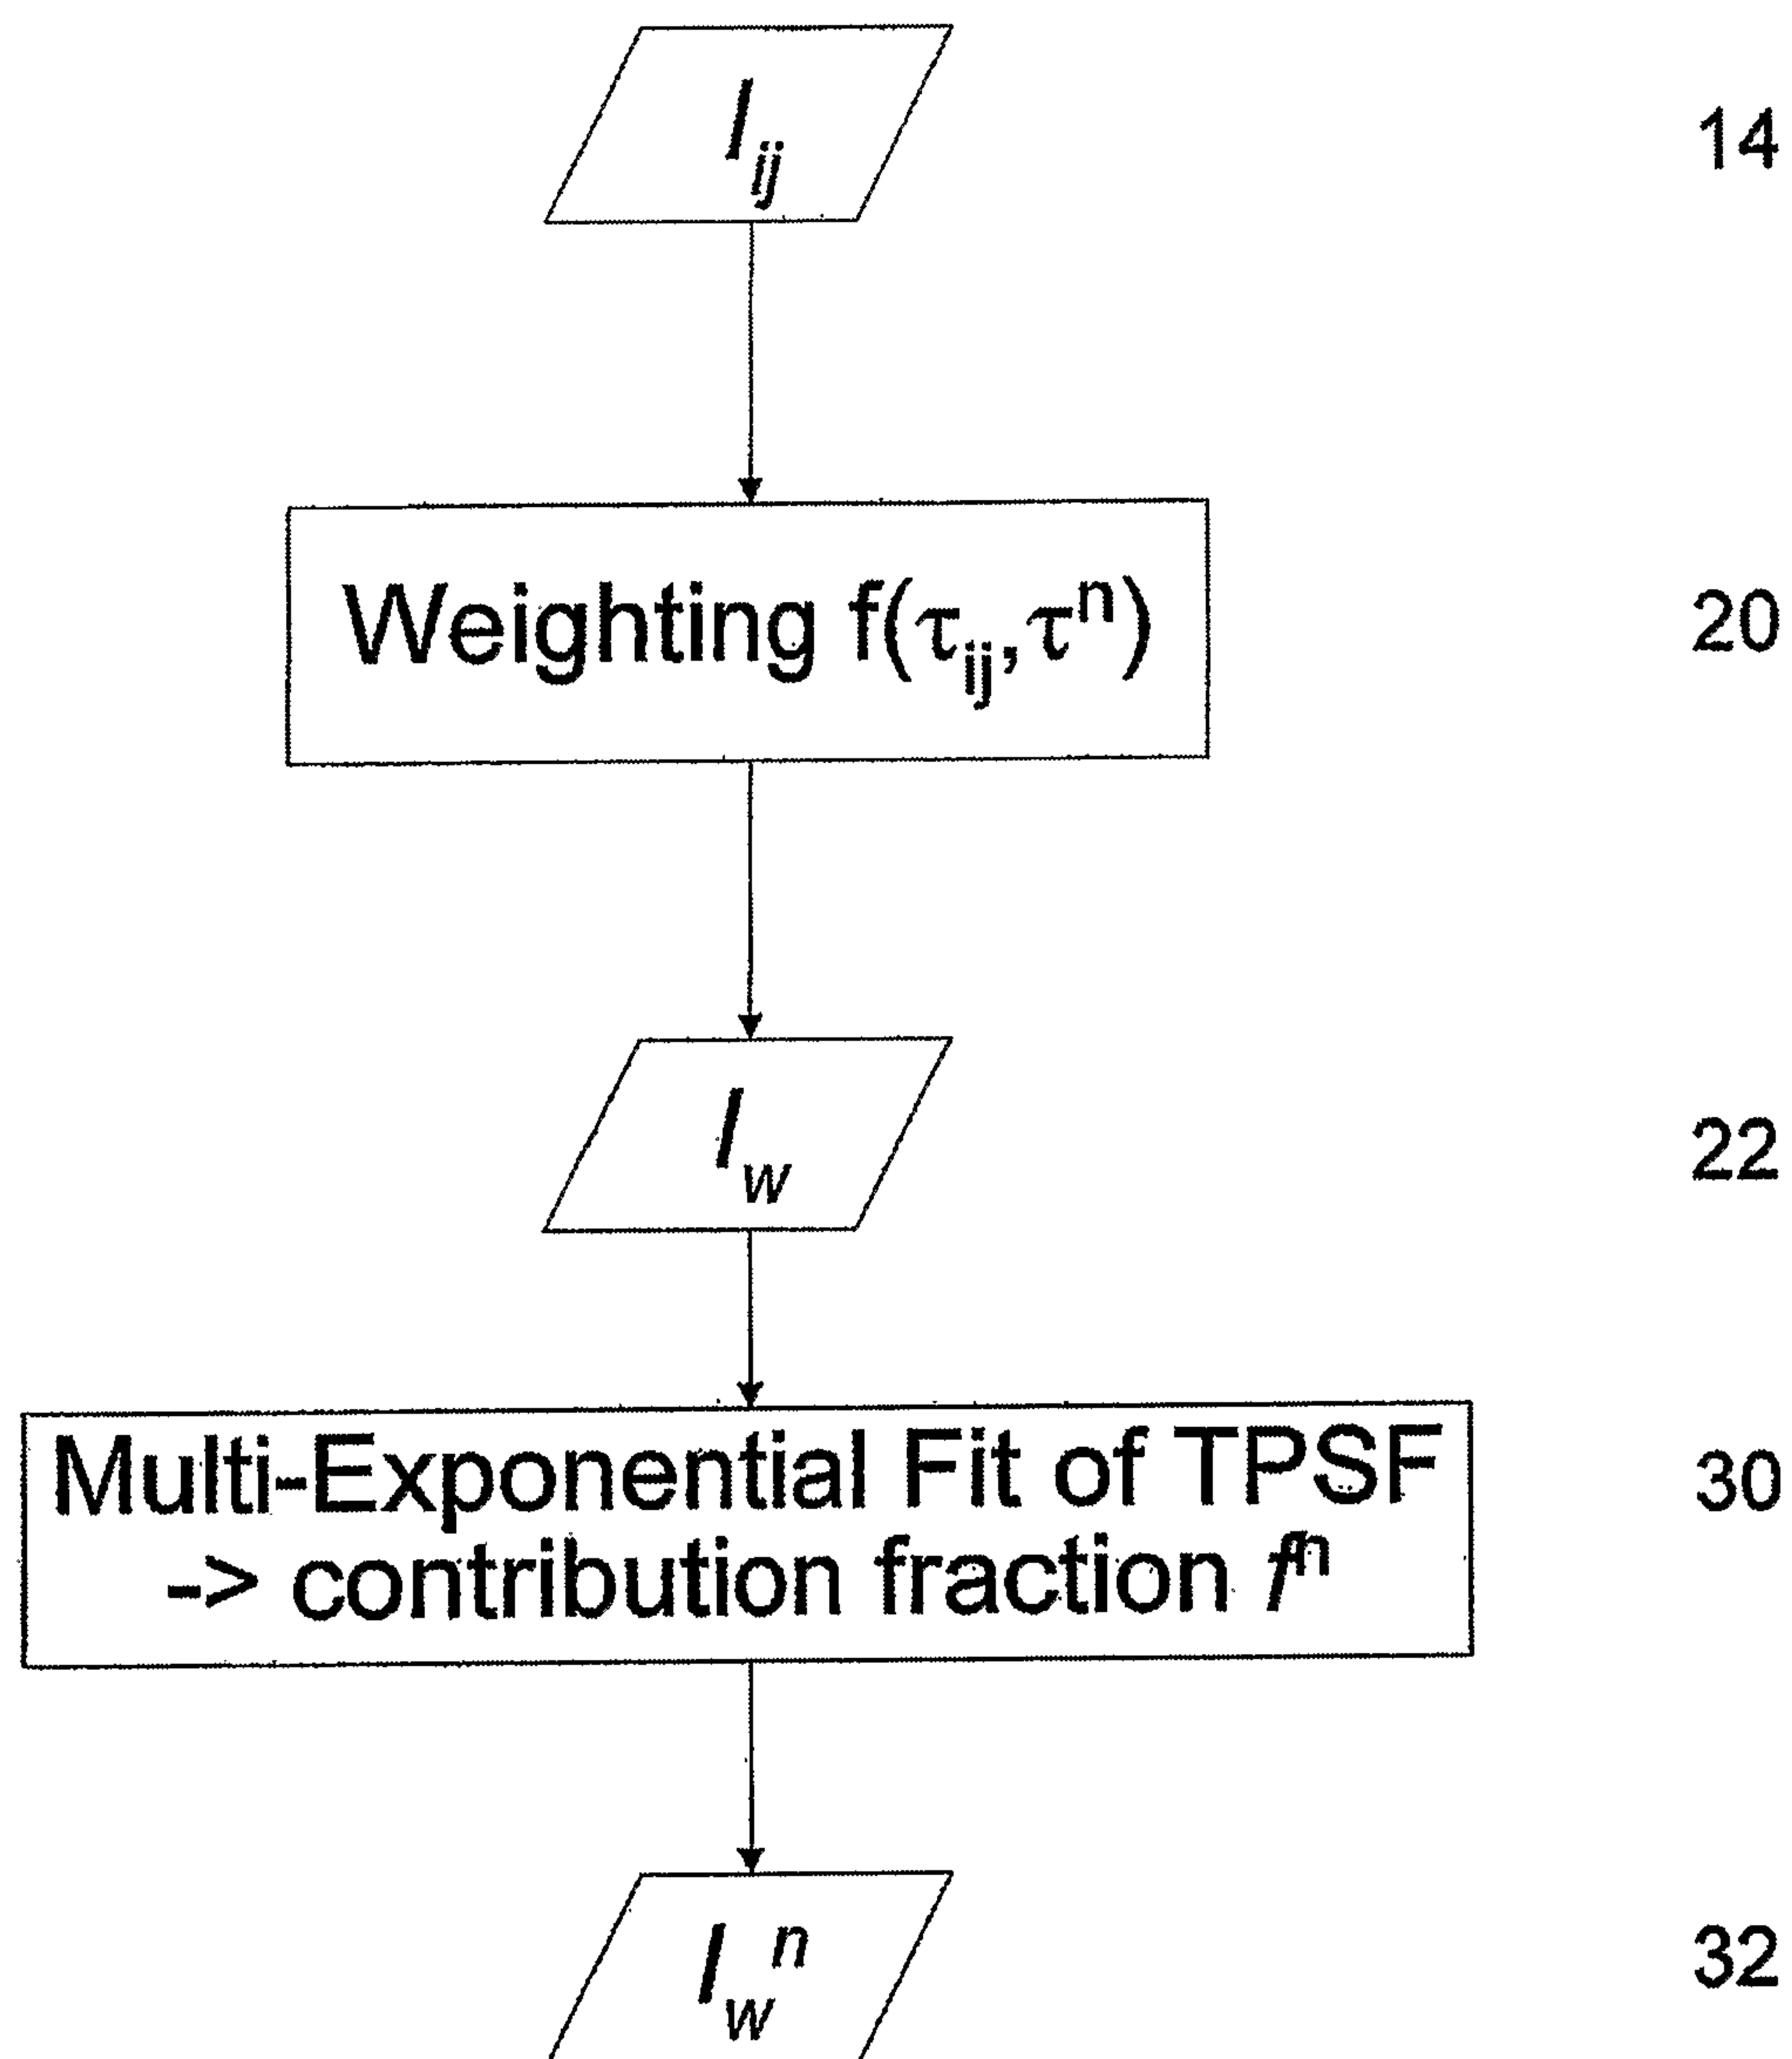 I_ij 14
Weighting f(τ_ij,τ^n) 20
I_w 22
Multi-Exponential Fit of TPSF 30
-> contribution fraction f^n
I_w^n 32